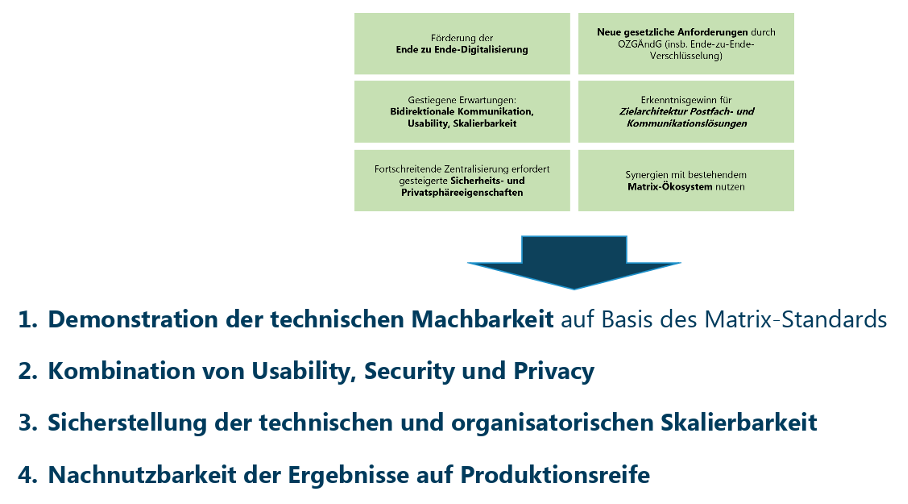 Förderung der
Ende zu Ende-Digitalisierung
Neue gesetzliche Anforderungen durch
OZGÄndG (insb. Ende-zu-Ende-
Verschlüsselung)
Gestiegene Erwartungen:
Bidirektionale Kommunikation,
Usability, Skalierbarkeit
Erkenntnisgewinn für
Zielarchitektur Postfach- und
Kommunikationslösungen
Fortschreitende Zentralisierung erfordert
gesteigerte Sicherheits- und
Privatsphäreeigenschaften
Synergien mit bestehendem
Matrix-Ökosystem nutzen
1. Demonstration der technischen Machbarkeit auf Basis des Matrix-Standards
2. Kombination von Usability, Security und Privacy
3. Sicherstellung der technischen und organisatorischen Skalierbarkeit
4. Nachnutzbarkeit der Ergebnisse auf Produktionsreife